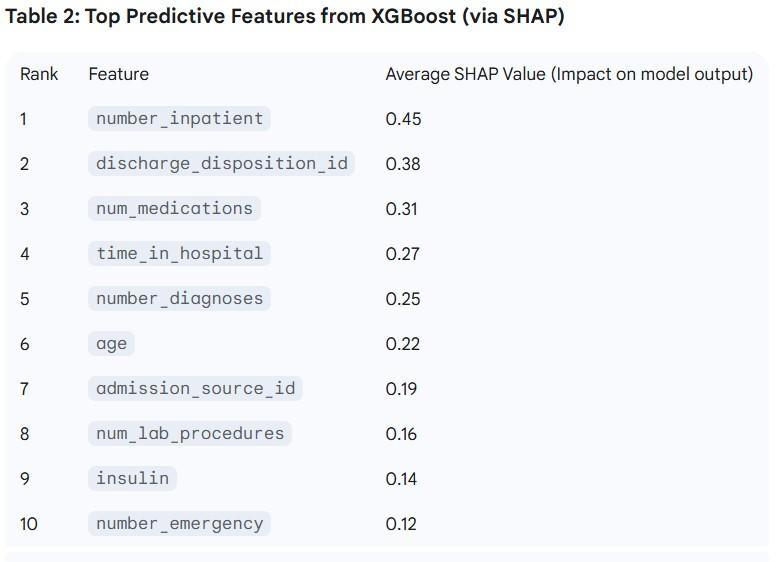 Table 2: Top Predictive Features from XGBoost (via SHAP)
Rank Feature Average SHAP Value (Impact on model output)
1 number_inpatient 0.45
2 discharge_disposition_id 0.38
3 num_medications 0.31
4 time_in_hospital 0.27
5 number_diagnoses 0.25
6 age 0.22
7 admission_source_id 0.19
8 num_lab_procedures 0.16
9 insulin 0.14
10 number_emergency 0.12